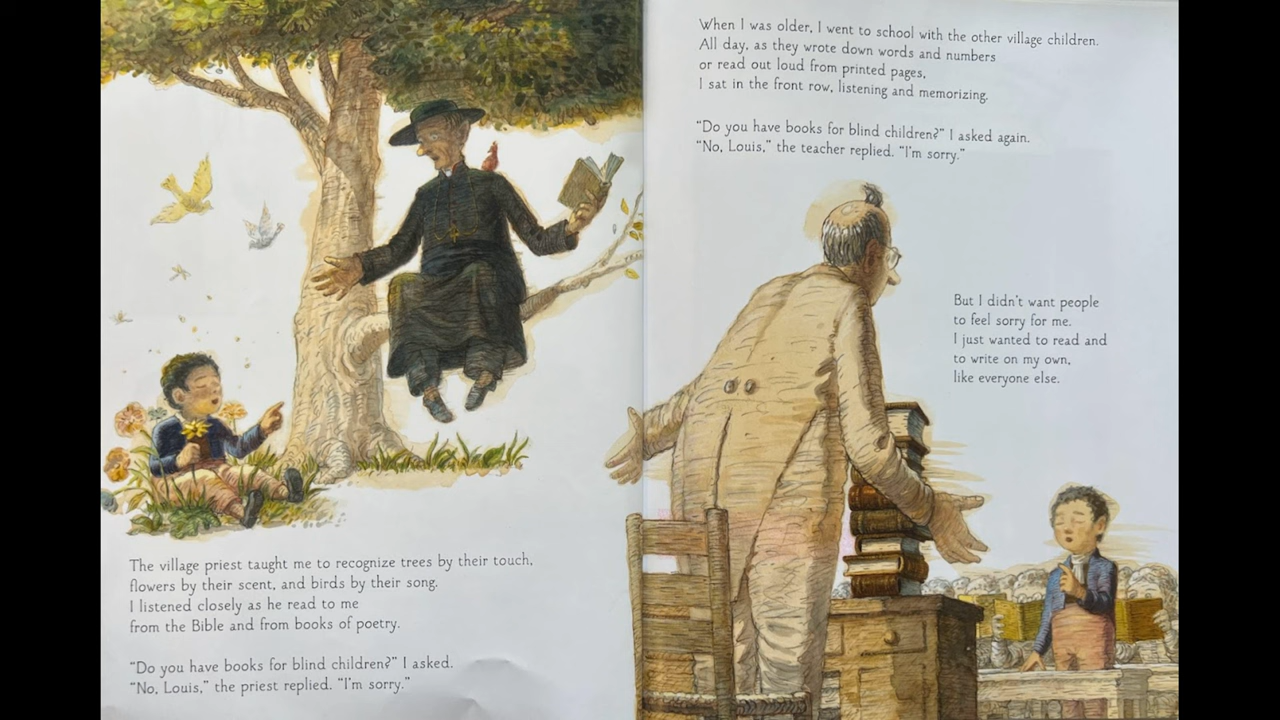 The village priest taught me to recognize trees by their touch,
flowers by their scent, and birds by their song.
I listened closely as he read to me
from the Bible and from books of poetry.
"Do you have books for blind children?" I asked.
"No, Louis," the priest replied. "I'm sorry."
When I was older, I went to school with the other village children.
All day, as they wrote down words and numbers
or read out loud from printed pages,
I sat in the front row, listening and memorizing.
"Do you have books for blind children?" I asked again.
"No, Louis," the teacher replied. "I'm sorry."
But I didn't want people
to feel sorry for me.
I just wanted to read and
to write on my own,
like everyone else.